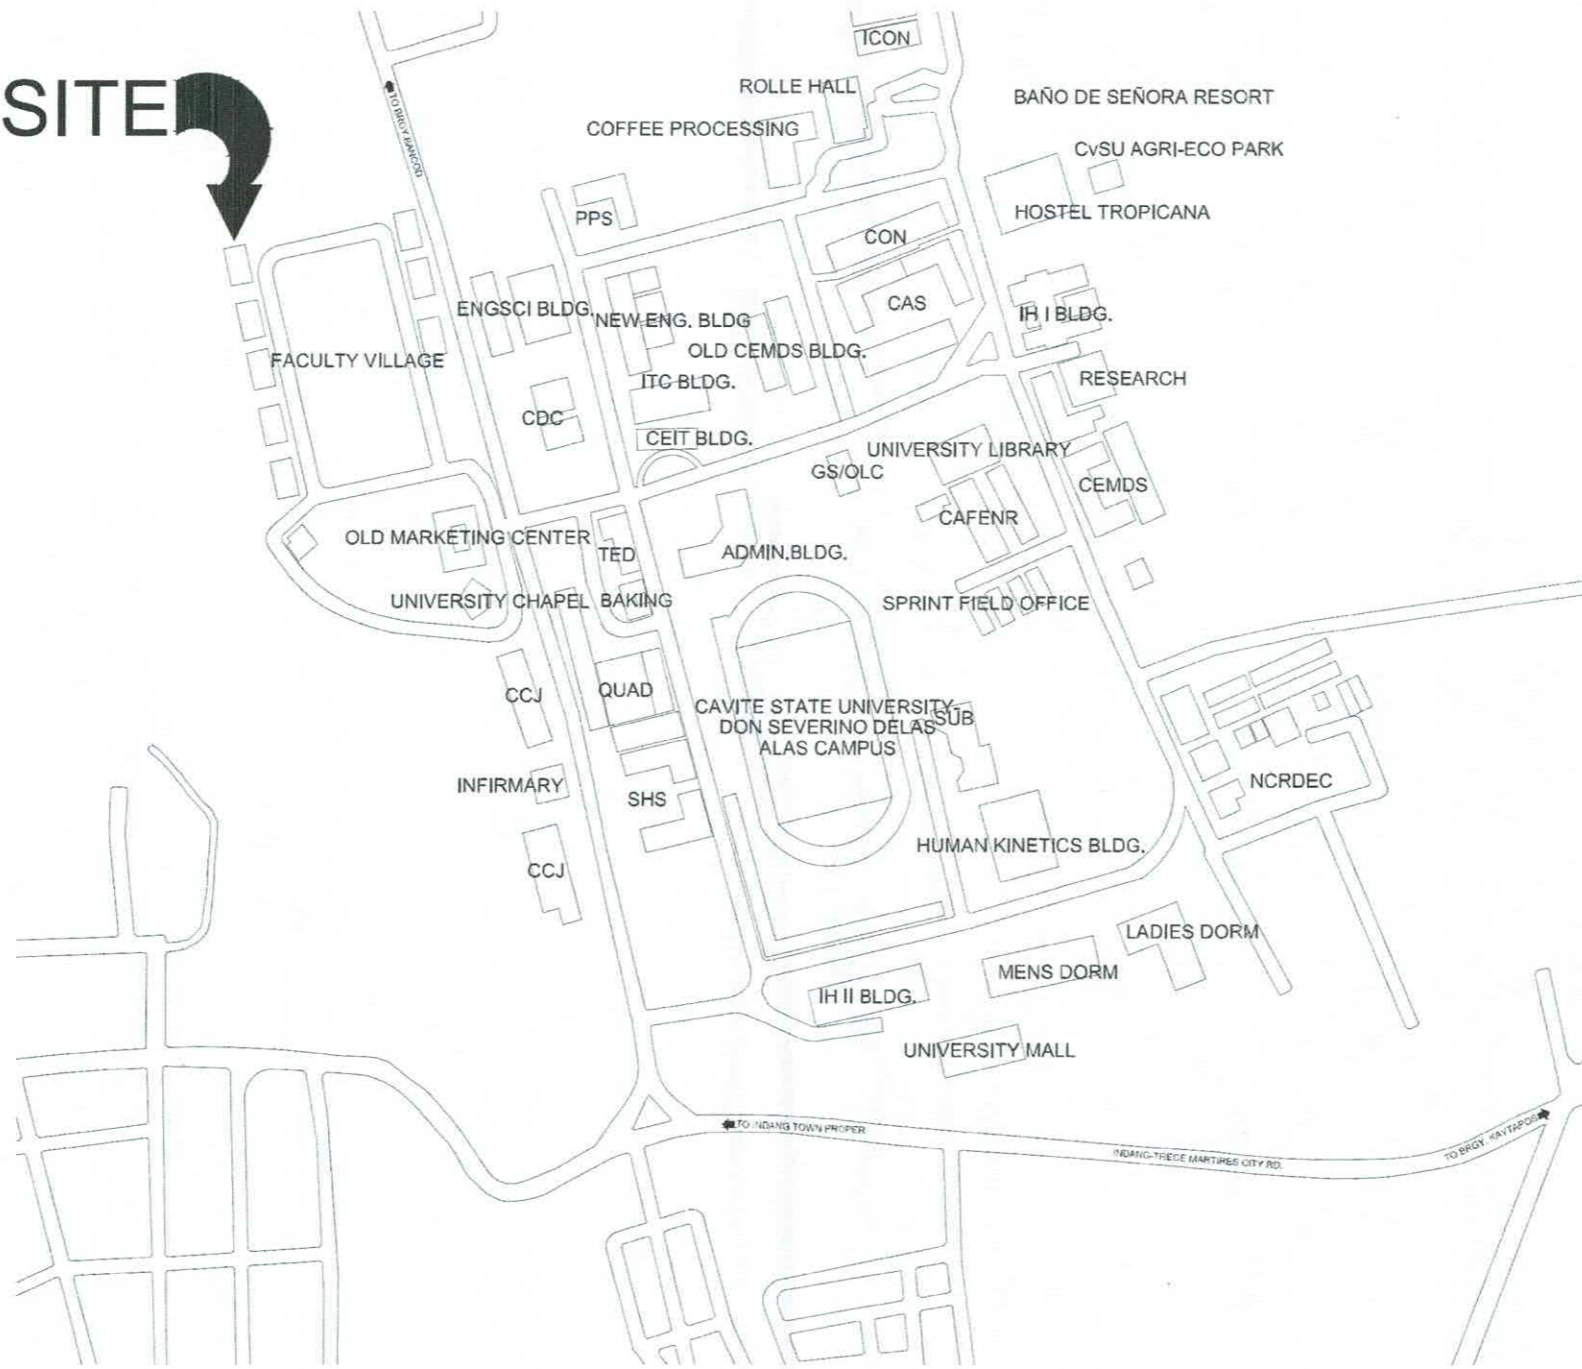 ICON
SITE
ROLLE HALL
BAÑO DE SEÑORA RESORT
TO BRGY.BANCOD
COFFEE PROCESSING
CvSU AGRI-ECO PARK
PPS
HOSTEL TROPICANA
CON
ENGSCI BLDG.
NEW ENG. BLDG
CAS
IH I BLDG.
FACULTY VILLAGE
OLD CEMDS BLDG.
ITC BLDG.
RESEARCH
CDC
CEIT BLDG.
UNIVERSITY LIBRARY
GS/OLC
CEMDS
CAFENR
OLD MARKETING CENTER
TED
ADMIN.BLDG.
UNIVERSITY CHAPEL
BAKING
SPRINT FIELD OFFICE
CCJ
QUAD
CAVITE STATE UNIVERSITY-
DON SEVERINO DELAS
ALAS CAMPUS
SUB
INFIRMARY
SHS
NCRDEC
HUMAN KINETICS BLDG.
CCJ
LADIES DORM
MENS DORM
IH II BLDG.
UNIVERSITY MALL
TO INDANG TOWN PROPER
INDANG-TRECE MARTIRES CITY RD.
TO BRGY. KAYTAPOS